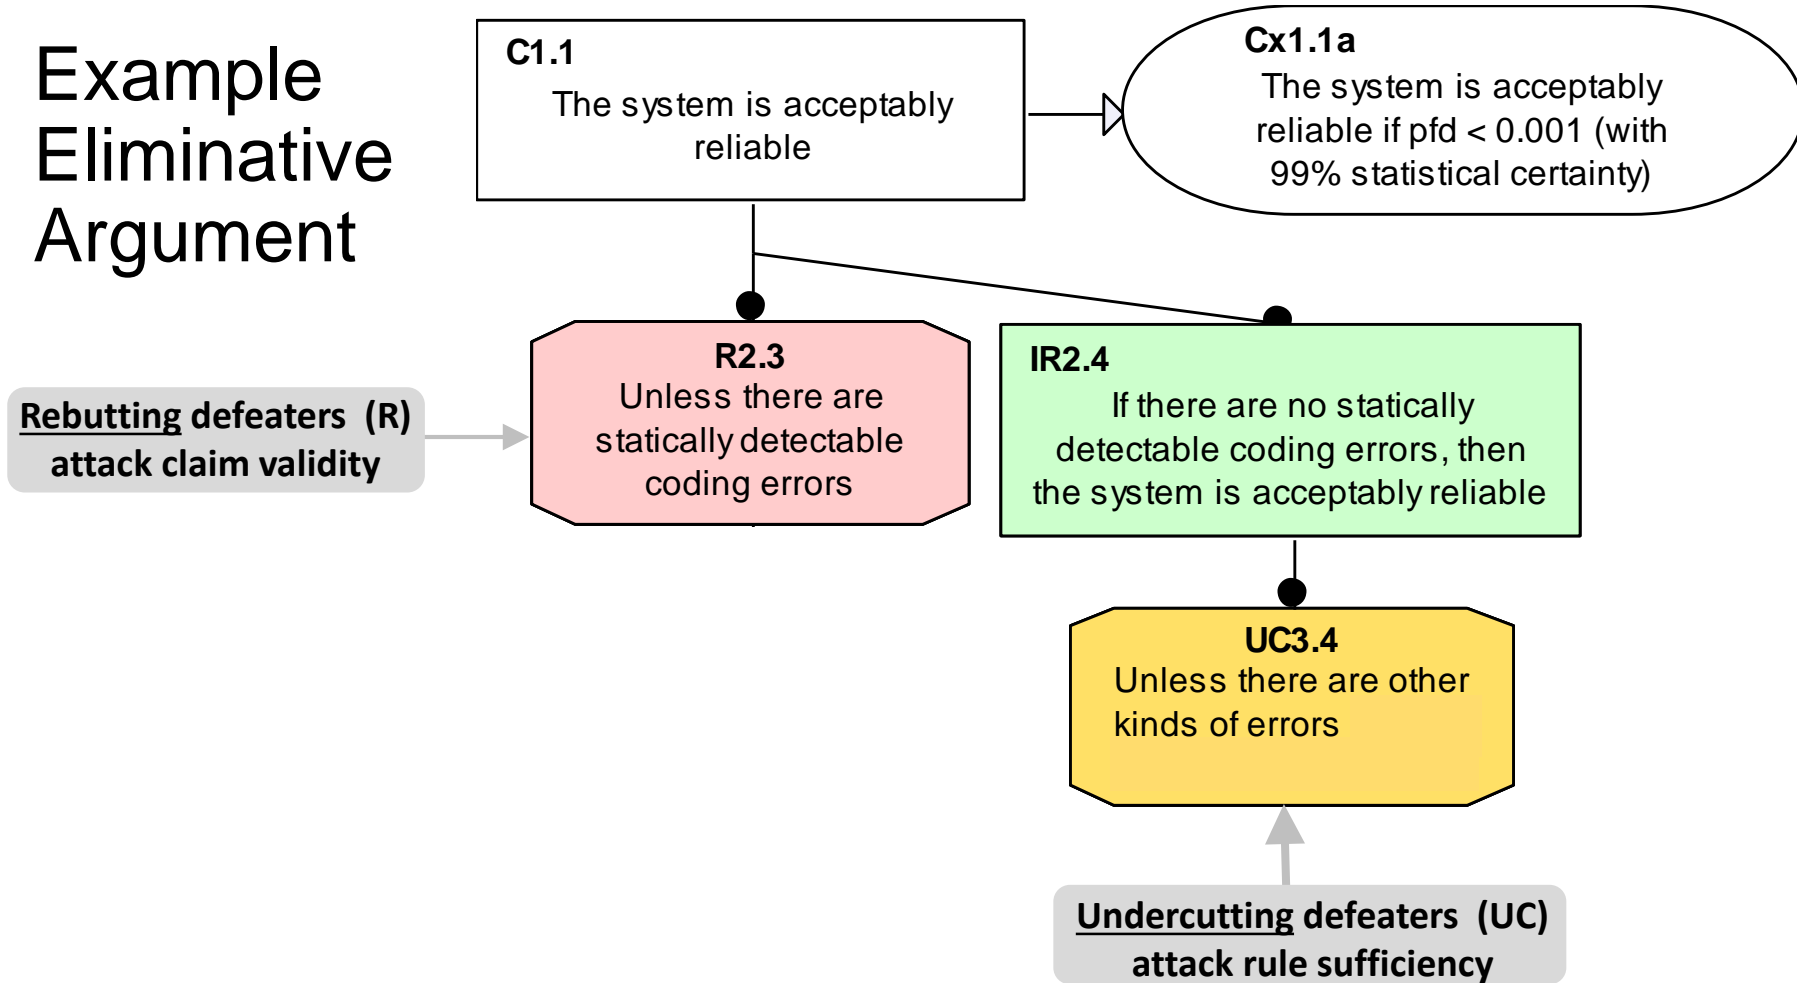 Example
Eliminative
Argument
C1.1
The system is acceptably
reliable
Cx1.1a
The system is acceptably
reliable if pfd < 0.001 (with
99% statistical certainty)
R2.3
Unless there are
statically detectable
coding errors
IR2.4
If there are no statically
detectable coding errors, then
the system is acceptably reliable
Rebutting defeaters (R)
attack claim validity
UC3.4
Unless there are other
kinds of errors
Undercutting defeaters (UC)
attack rule sufficiency